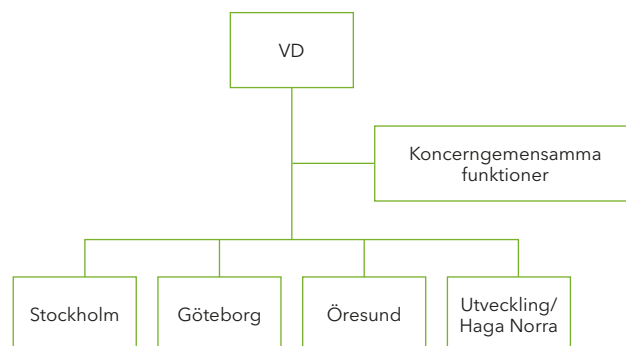 VD
Koncerngemensamma
funktioner
Stockholm
Göteborg
Öresund
Utveckling/
Haga Norra